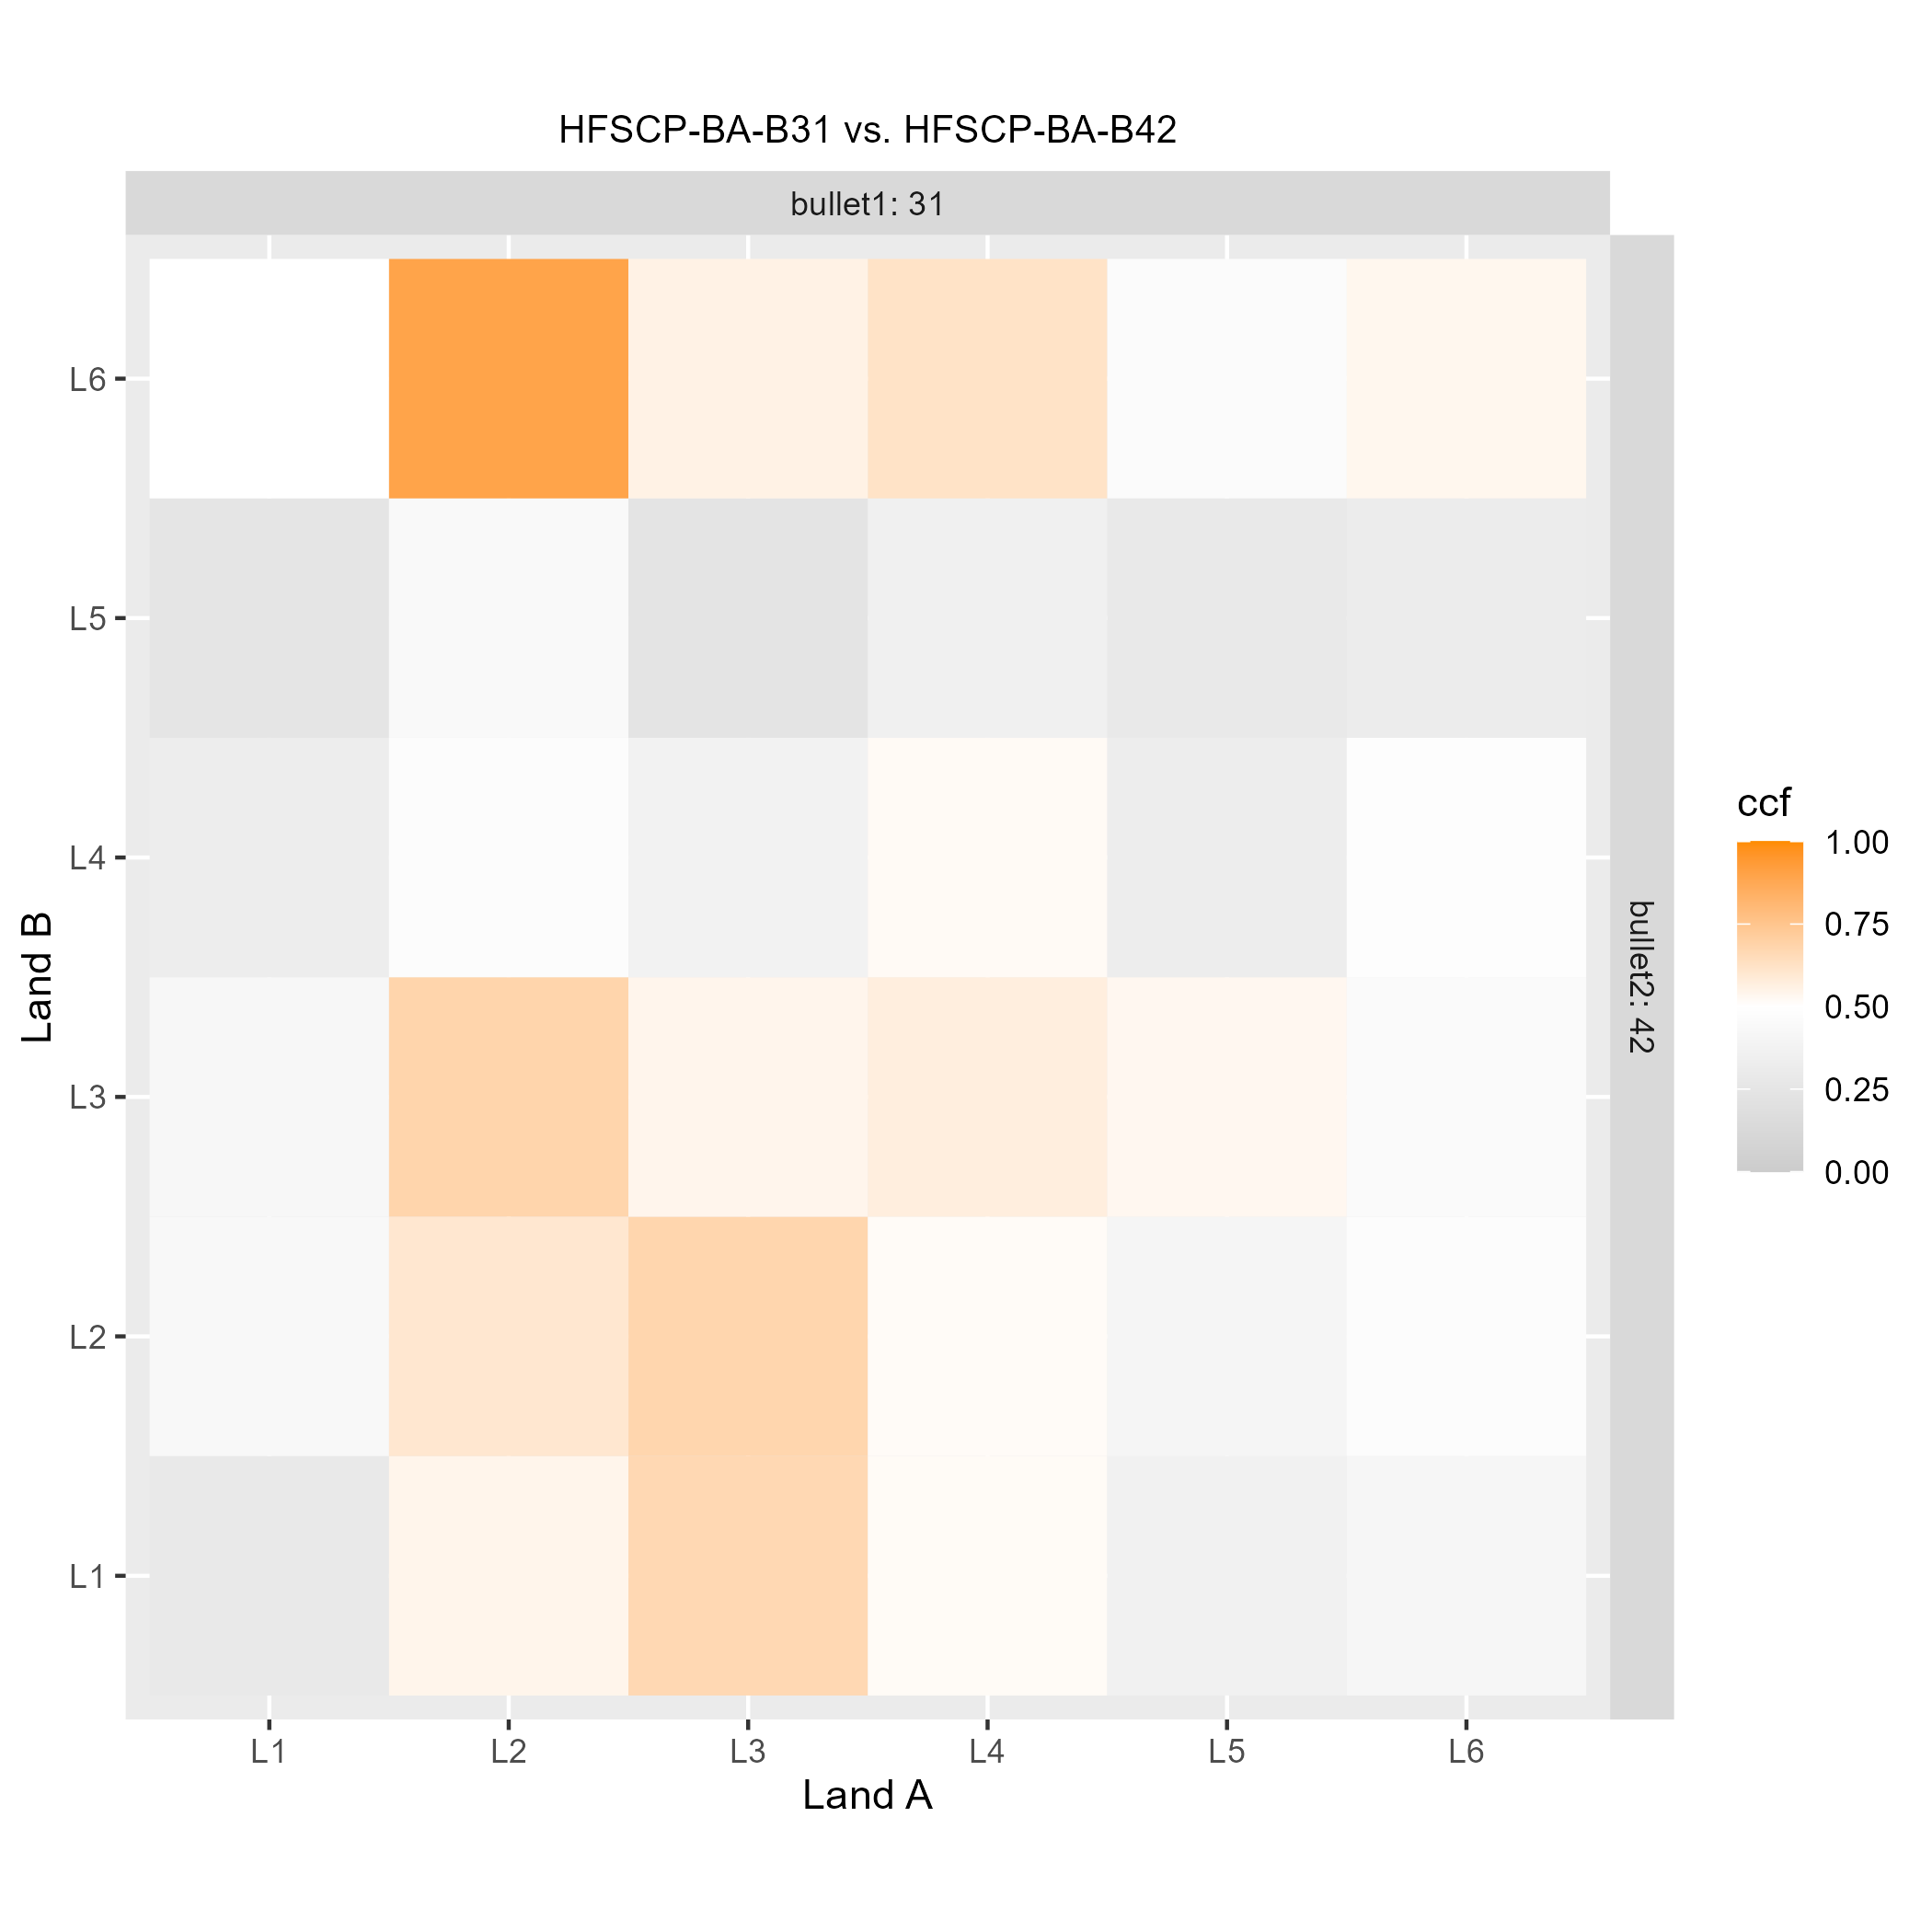 HFSCP-BA-B31 vs. HFSCP-BA-B42
bullet1: 31
bullet2: 42
Land B
L6
L5
L4
L3
L2
L1
L1 L2 L3 L4 L5 L6
Land A
ccf
1.00
0.75
0.50
0.25
0.00